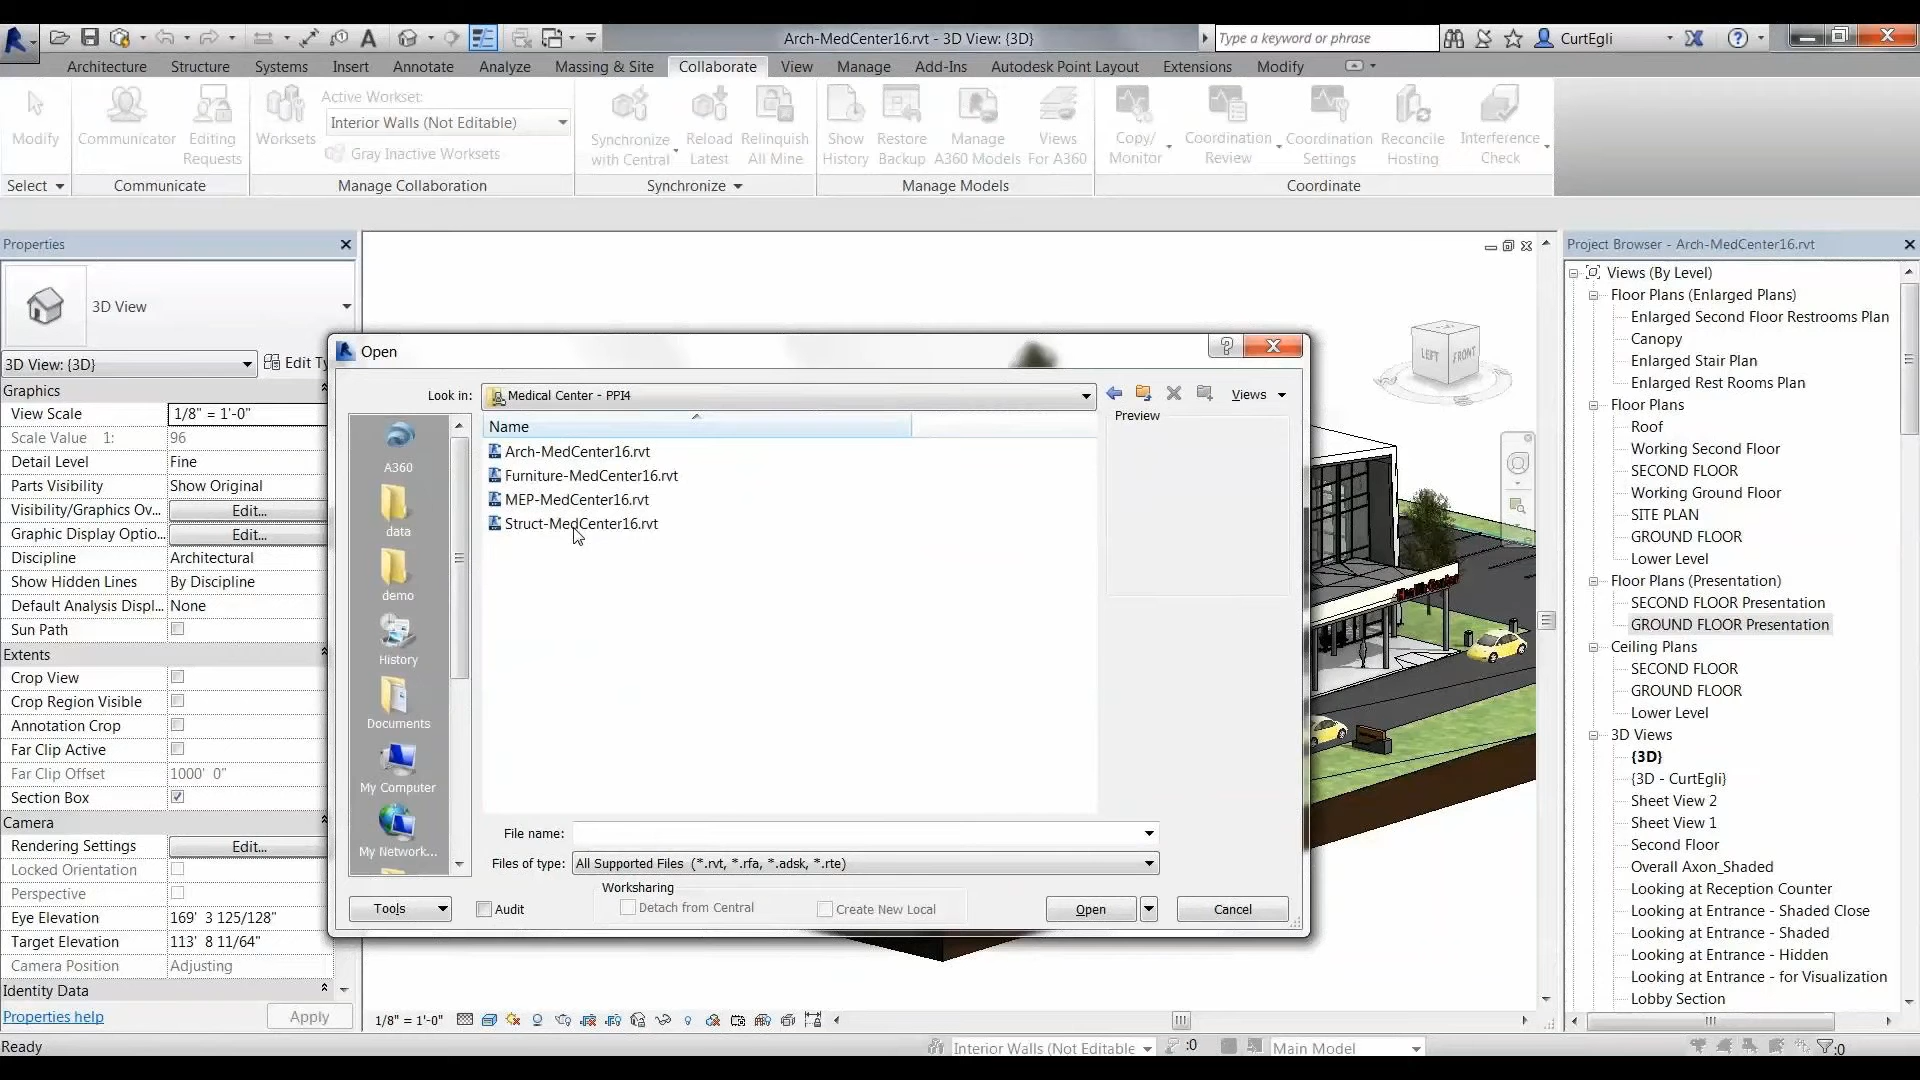 Arch-MedCenter16.rvt - 3D View: {3D}
Type a keyword or phrase
CurtEgli
Architecture Structure Systems Insert Annotate Analyze Massing & Site Collaborate View Manage Add-Ins Autodesk Point Layout Extensions Modify
Modify
Communicator
Editing
Requests
Worksets
Active Workset:
Interior Walls (Not Editable)
Gray Inactive Worksets
Synchronize
with Central
Reload
Latest
Relinquish
All Mine
Show
History
Restore
Backup
Manage
A360 Models
Views
For A360
Copy/
Monitor
Coordination
Review
Coordination
Settings
Reconcile
Hosting
Interference
Check
Select Communicate Manage Collaboration Synchronize Manage Models Coordinate
Properties
3D View
3D View: {3D} Edit Ty
Graphics
View Scale 1/8" = 1'-0"
Scale Value 1: 96
Detail Level Fine
Parts Visibility Show Original
Visibility/Graphics Ov... Edit...
Graphic Display Optio... Edit...
Discipline Architectural
Show Hidden Lines By Discipline
Default Analysis Displ... None
Sun Path
Extents
Crop View
Crop Region Visible
Annotation Crop
Far Clip Active
Far Clip Offset 1000' 0"
Section Box
Camera
Rendering Settings Edit...
Locked Orientation
Perspective
Eye Elevation 169' 3 125/128"
Target Elevation 113' 8 11/64"
Camera Position Adjusting
Identity Data
Properties help Apply
Open
Look in: Medical Center - PPI4
Views
A360
data
demo
History
Documents
My Computer
My Network...
Name
Arch-MedCenter16.rvt
Furniture-MedCenter16.rvt
MEP-MedCenter16.rvt
Struct-MedCenter16.rvt
Preview
File name:
Files of type: All Supported Files (*.rvt, *.rfa, *.adsk, *.rte)
Worksharing
Tools Audit Detach from Central Create New Local Open Cancel
LEFT FRONT
Project Browser - Arch-MedCenter16.rvt
Views (By Level)
Floor Plans (Enlarged Plans)
Enlarged Second Floor Restrooms Plan
Canopy
Enlarged Stair Plan
Enlarged Rest Rooms Plan
Floor Plans
Roof
Working Second Floor
SECOND FLOOR
Working Ground Floor
SITE PLAN
GROUND FLOOR
Lower Level
Floor Plans (Presentation)
SECOND FLOOR Presentation
GROUND FLOOR Presentation
Ceiling Plans
SECOND FLOOR
GROUND FLOOR
Lower Level
3D Views
{3D}
{3D - CurtEgli}
Sheet View 2
Sheet View 1
Second Floor
Overall Axon_Shaded
Looking at Reception Counter
Looking at Entrance - Shaded Close
Looking at Entrance - Shaded
Looking at Entrance - Hidden
Looking at Entrance - for Visualization
Lobby Section
1/8" = 1'-0"
Ready
Interior Walls (Not Editable :0 Main Model :0